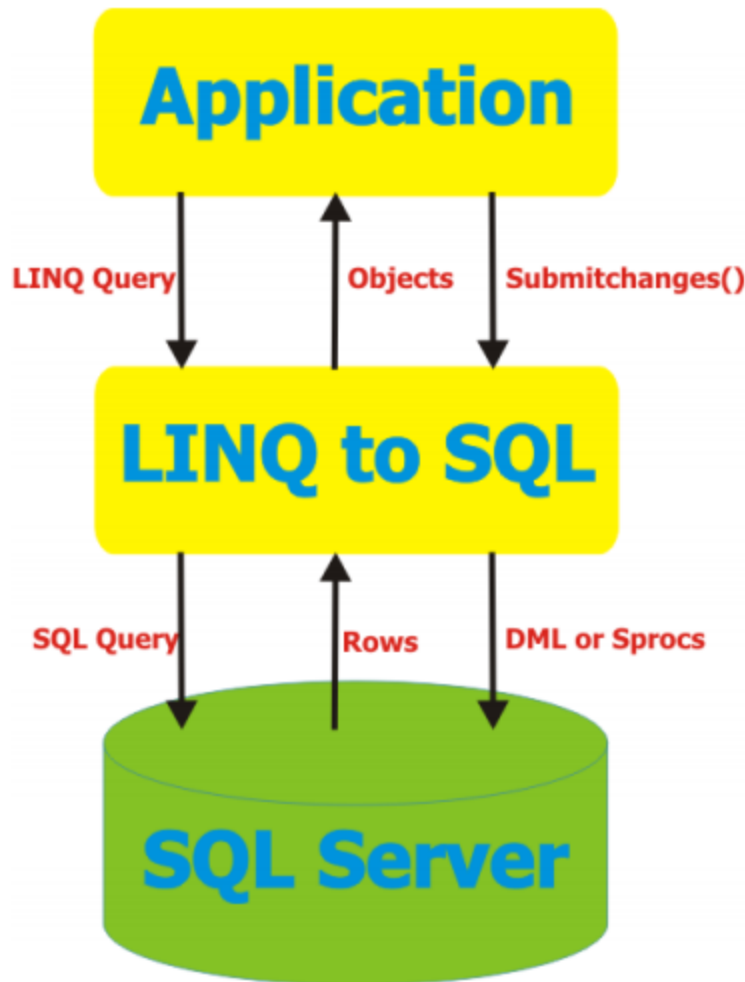 Application
LINQ Query
Objects
Submitchanges()
LINQ to SQL
SQL Query
Rows
DML or Sprocs
SQL Server